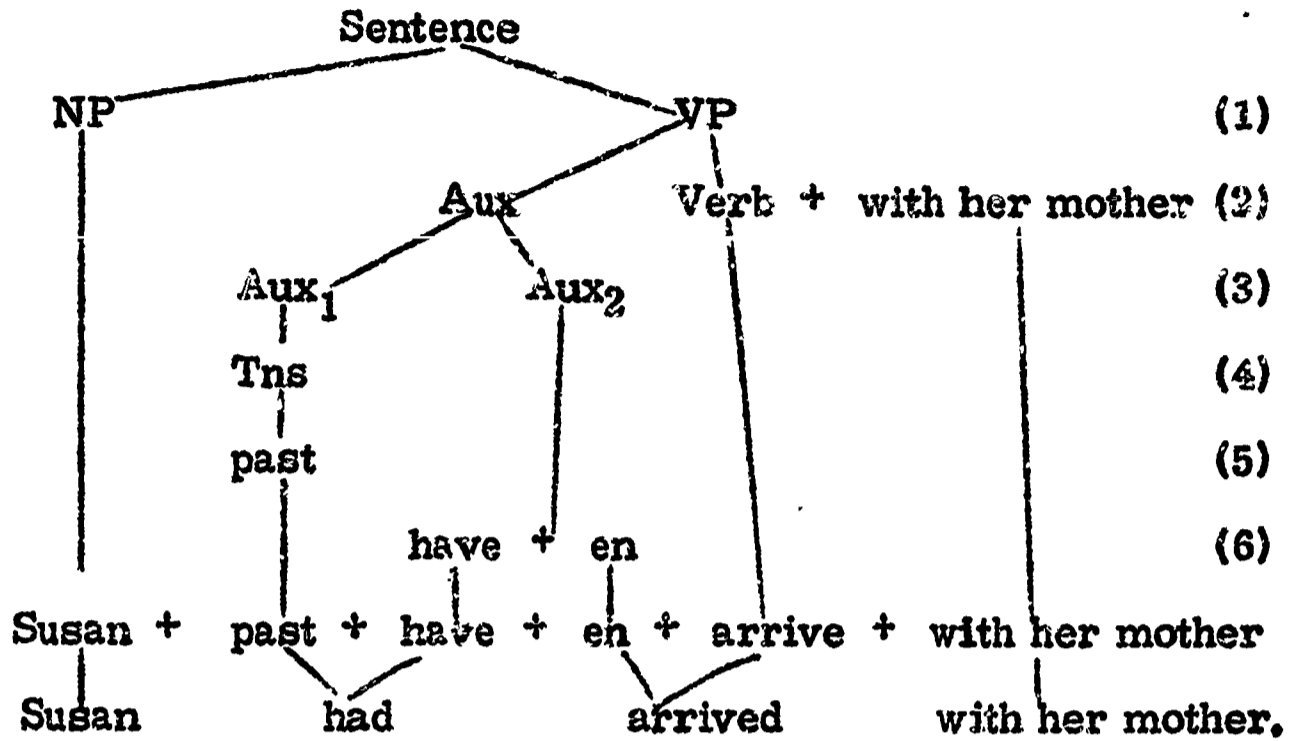 Sentence
NP VP (1)
Aux Verb + with her mother (2)
Aux₁ Aux₂ (3)
Tns (4)
past (5)
have + en (6)
Susan + past + have + en + arrive + with her mother
Susan had arrived with her mother.